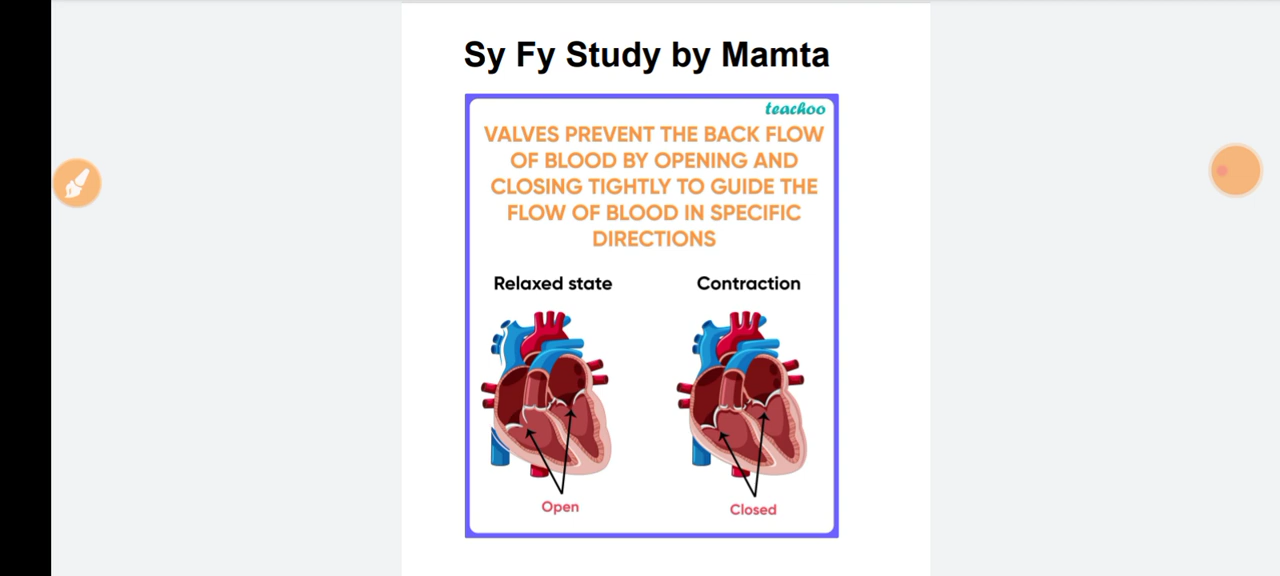 Sy Fy Study by Mamta
teachoo
VALVES PREVENT THE BACK FLOW
OF BLOOD BY OPENING AND
CLOSING TIGHTLY TO GUIDE THE
FLOW OF BLOOD IN SPECIFIC
DIRECTIONS
Relaxed state
Contraction
Open
Closed